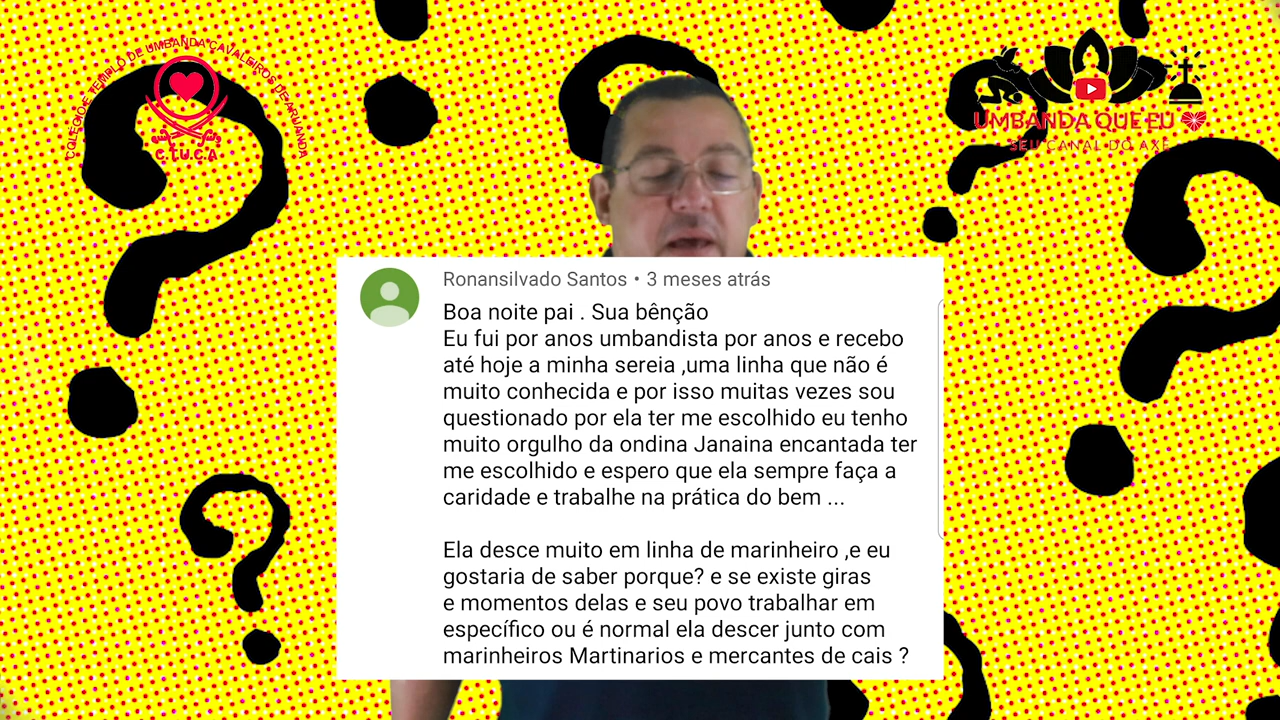 COLÉGIO E TEMPLO DE UMBANDA CAVALEIROS DE ARUANDA
C.T.U.C.A
UMBANDA QUE EU
SEU CANAL DO AXÉ
Ronansilvado Santos • 3 meses atrás
Boa noite pai . Sua bênção
Eu fui por anos umbandista por anos e recebo
até hoje a minha sereia ,uma linha que não é
muito conhecida e por isso muitas vezes sou
questionado por ela ter me escolhido eu tenho
muito orgulho da ondina Janaina encantada ter
me escolhido e espero que ela sempre faça a
caridade e trabalhe na prática do bem ...
Ela desce muito em linha de marinheiro ,e eu
gostaria de saber porque? e se existe giras
e momentos delas e seu povo trabalhar em
específico ou é normal ela descer junto com
marinheiros Martinarios e mercantes de cais ?